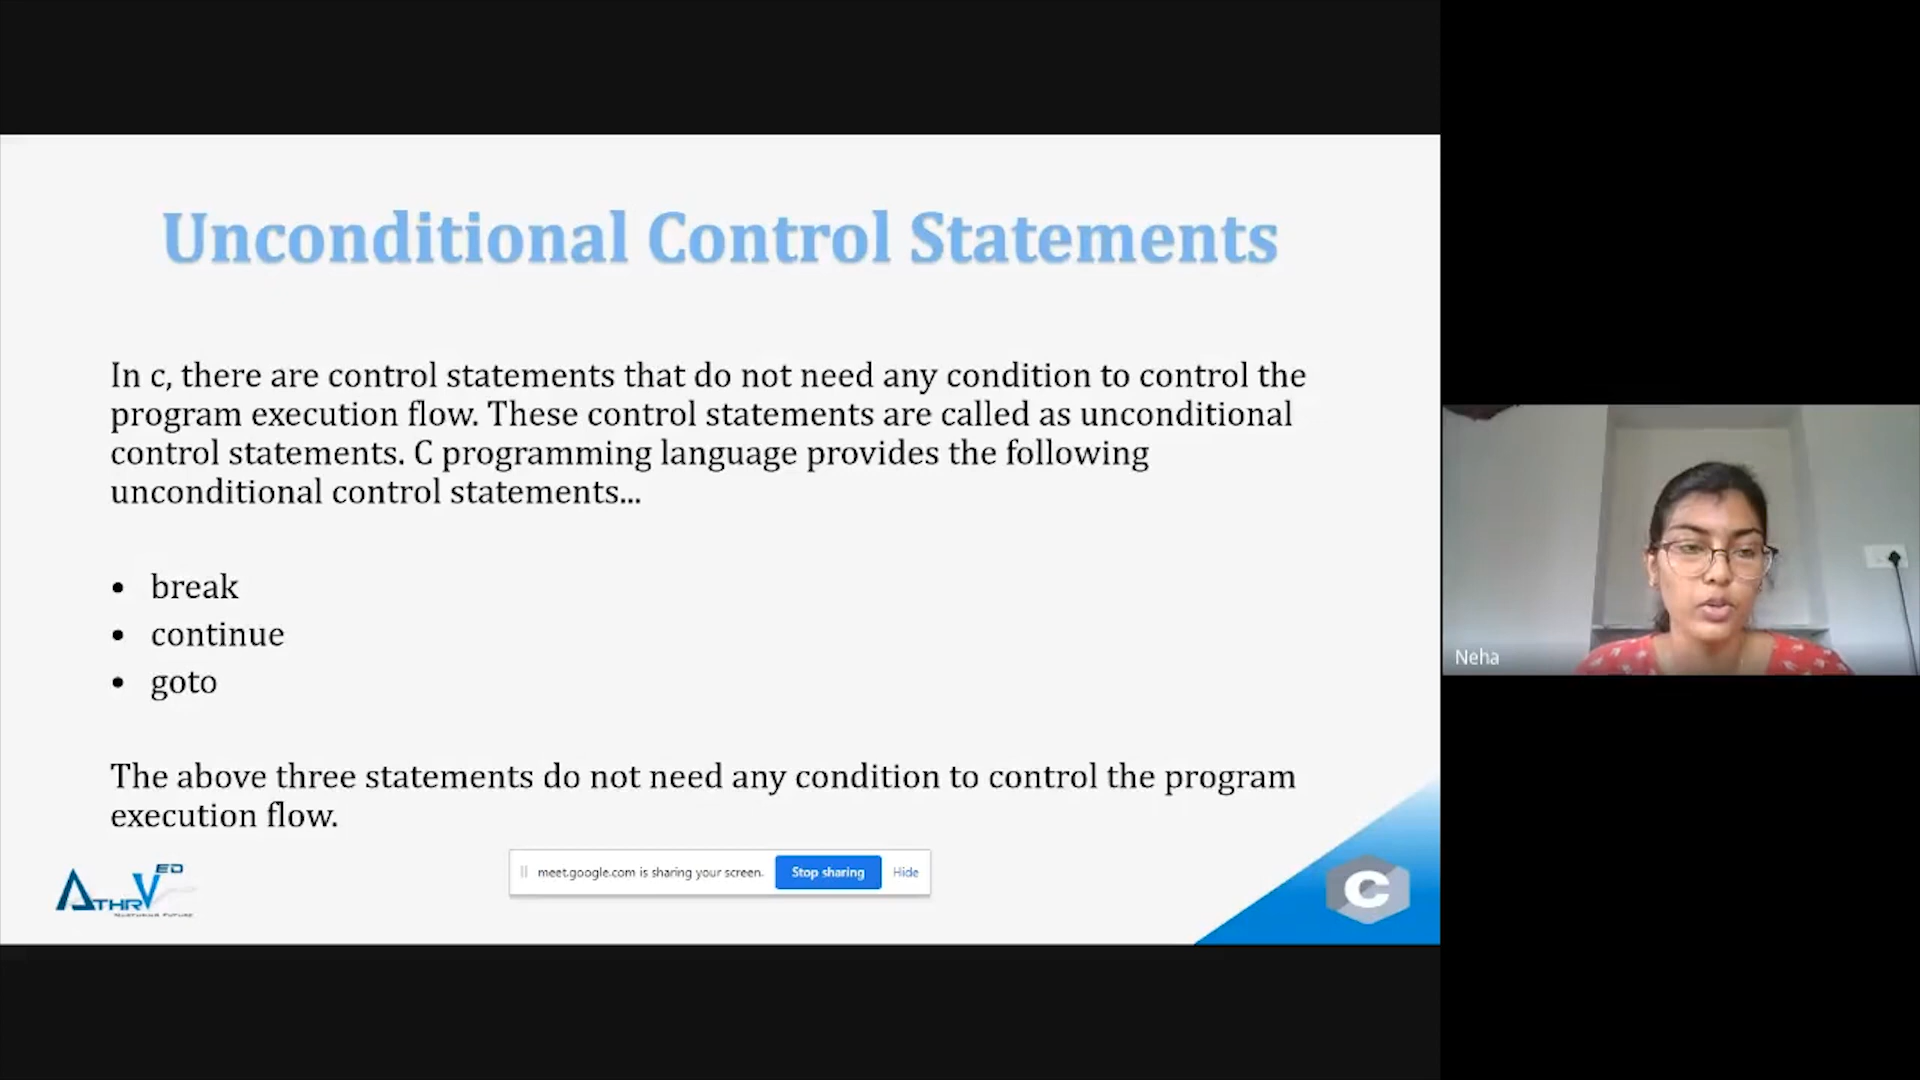 Unconditional Control Statements
In c, there are control statements that do not need any condition to control the
program execution flow. These control statements are called as unconditional
control statements. C programming language provides the following
unconditional control statements...
• break
• continue
• goto
The above three statements do not need any condition to control the program
execution flow.
meet.google.com is sharing your screen. Stop sharing Hide
ATHRVED
NURTURING FUTURE
C
Neha